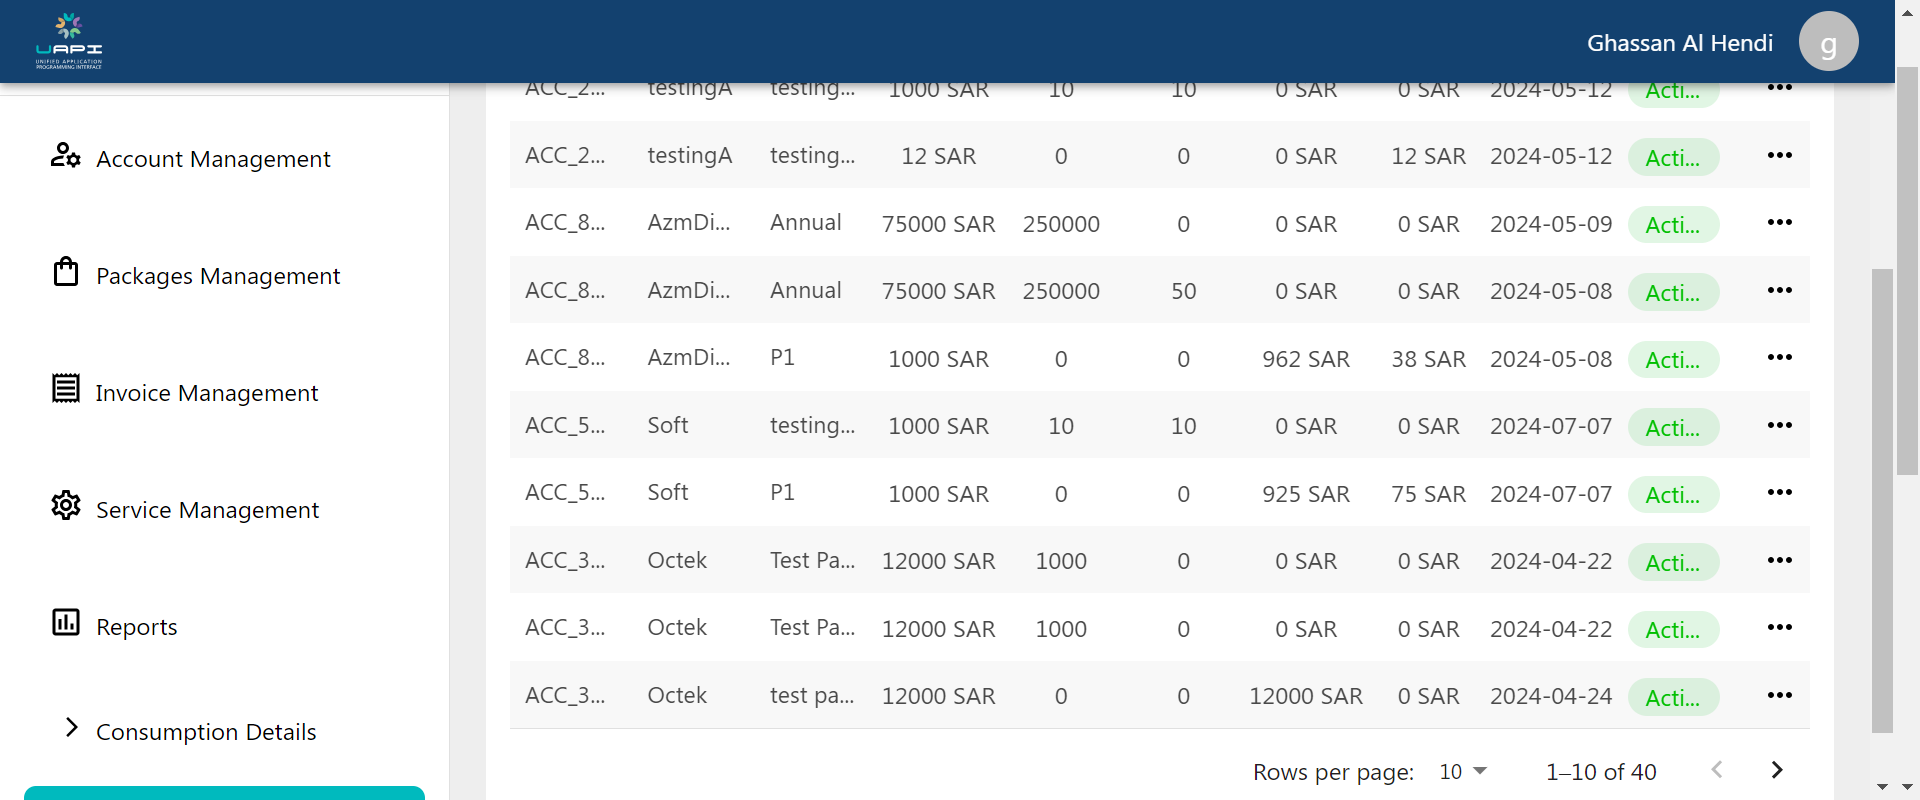 UAPI
UNIFIED APPLICATION
PROGRAMMING INTERFACE
Ghassan Al Hendi
g
Account Management
Packages Management
Invoice Management
Service Management
Reports
Consumption Details
ACC_2... testingA testing... 1000 SAR 10 10 0 SAR 0 SAR 2024-05-12 Acti...
ACC_2... testingA testing... 12 SAR 0 0 0 SAR 12 SAR 2024-05-12 Acti...
ACC_8... AzmDi... Annual 75000 SAR 250000 0 0 SAR 0 SAR 2024-05-09 Acti...
ACC_8... AzmDi... Annual 75000 SAR 250000 50 0 SAR 0 SAR 2024-05-08 Acti...
ACC_8... AzmDi... P1 1000 SAR 0 0 962 SAR 38 SAR 2024-05-08 Acti...
ACC_5... Soft testing... 1000 SAR 10 10 0 SAR 0 SAR 2024-07-07 Acti...
ACC_5... Soft P1 1000 SAR 0 0 925 SAR 75 SAR 2024-07-07 Acti...
ACC_3... Octek Test Pa... 12000 SAR 1000 0 0 SAR 0 SAR 2024-04-22 Acti...
ACC_3... Octek Test Pa... 12000 SAR 1000 0 0 SAR 0 SAR 2024-04-22 Acti...
ACC_3... Octek test pa... 12000 SAR 0 0 12000 SAR 0 SAR 2024-04-24 Acti...
Rows per page: 10 1–10 of 40